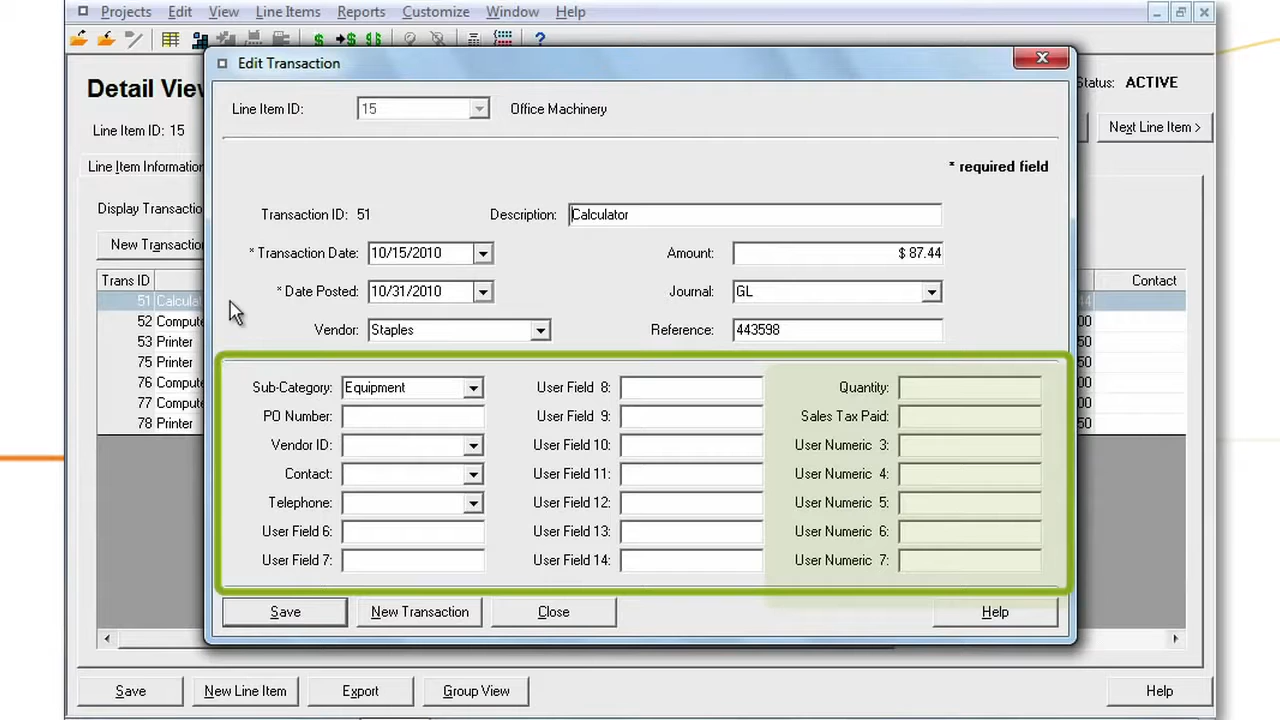 Projects Edit View Line Items Reports Customize Window Help
Edit Transaction
Detail View
Status: ACTIVE
Line Item ID: 15 Office Machinery
Line Item ID: 15
Next Line Item >
Line Item Information
* required field
Display Transactio
Transaction ID: 51 Description: Calculator
New Transaction
* Transaction Date: 10/15/2010 Amount: $ 87.44
Trans ID Contact
* Date Posted: 10/31/2010 Journal: GL
51 Calculat 44
52 Compute 00
Vendor: Staples Reference: 443598
53 Printer 50
75 Printer
76 Compute
77 Compute 00
78 Printer 50
Sub-Category: Equipment User Field 8: Quantity:
PO Number: User Field 9: Sales Tax Paid:
Vendor ID: User Field 10: User Numeric 3:
Contact: User Field 11: User Numeric 4:
Telephone: User Field 12: User Numeric 5:
User Field 6: User Field 13: User Numeric 6:
User Field 7: User Field 14: User Numeric 7:
Save New Transaction Close Help
Save New Line Item Export Group View Help